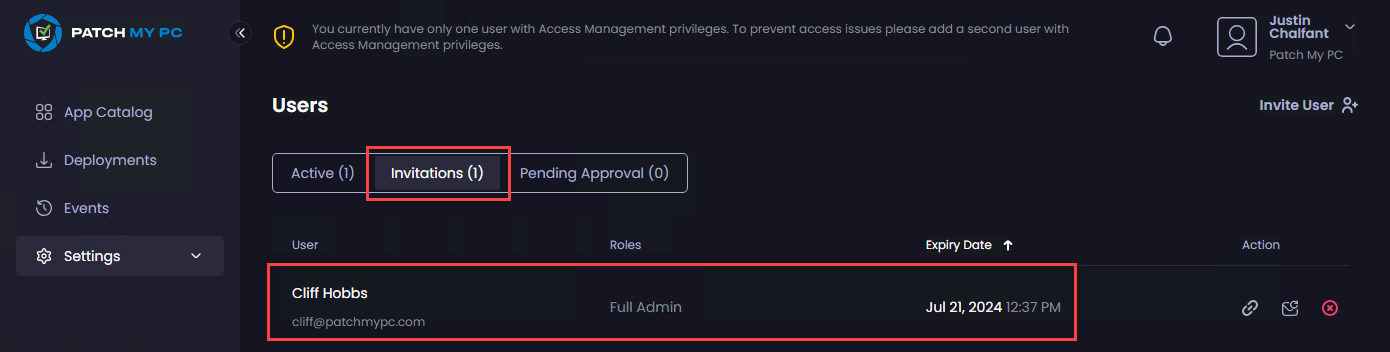 PATCH MY PC
You currently have only one user with Access Management privileges. To prevent access issues please add a second user with
Access Management privileges.
Justin
Chalfant
Patch My PC
App Catalog
Deployments
Events
Settings
Users
Invite User
Active (1)
Invitations (1)
Pending Approval (0)
User
Roles
Expiry Date
Action
Cliff Hobbs
cliff@patchmypc.com
Full Admin
Jul 21, 2024 12:37 PM